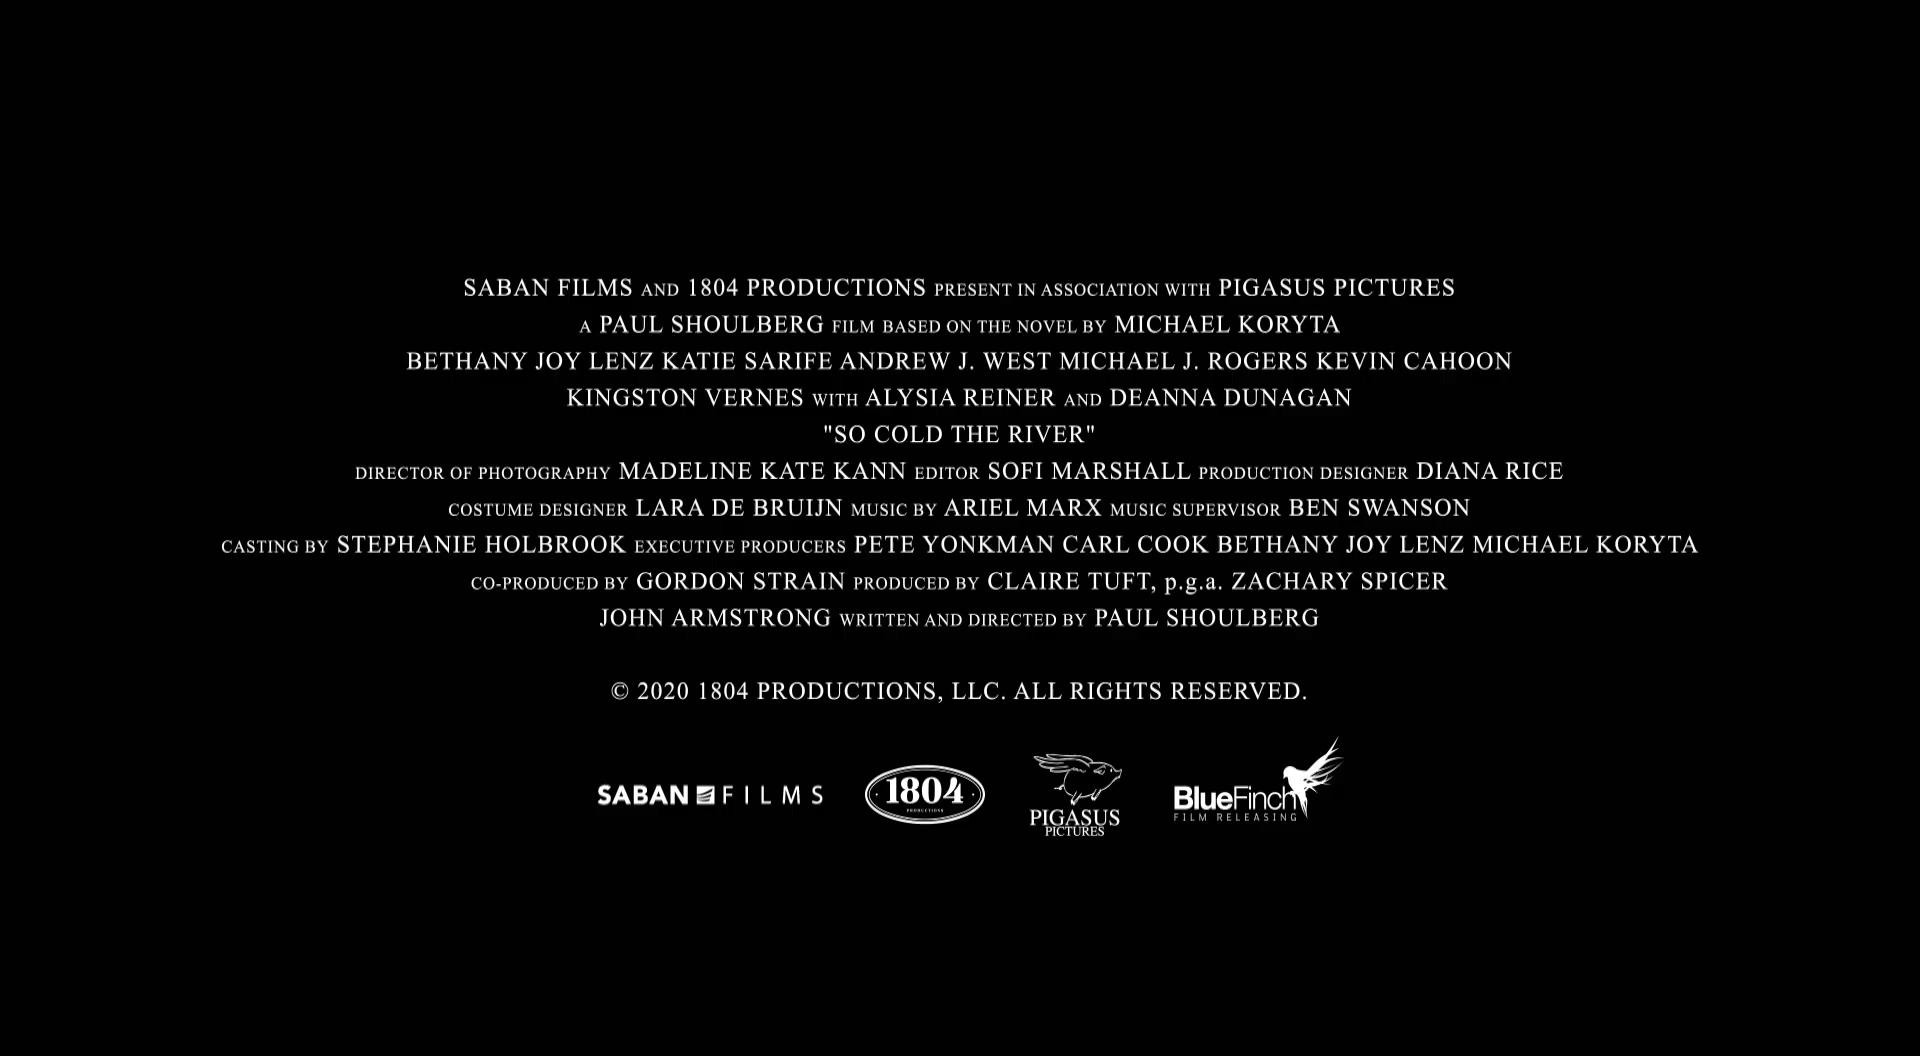 SABAN FILMS AND 1804 PRODUCTIONS PRESENT IN ASSOCIATION WITH PIGASUS PICTURES
A PAUL SHOULBERG FILM BASED ON THE NOVEL BY MICHAEL KORYTA
BETHANY JOY LENZ KATIE SARIFE ANDREW J. WEST MICHAEL J. ROGERS KEVIN CAHOON
KINGSTON VERNES WITH ALYSIA REINER AND DEANNA DUNAGAN
"SO COLD THE RIVER"
DIRECTOR OF PHOTOGRAPHY MADELINE KATE KANN EDITOR SOFI MARSHALL PRODUCTION DESIGNER DIANA RICE
COSTUME DESIGNER LARA DE BRUIJN MUSIC BY ARIEL MARX MUSIC SUPERVISOR BEN SWANSON
CASTING BY STEPHANIE HOLBROOK EXECUTIVE PRODUCERS PETE YONKMAN CARL COOK BETHANY JOY LENZ MICHAEL KORYTA
CO-PRODUCED BY GORDON STRAIN PRODUCED BY CLAIRE TUFT, p.g.a. ZACHARY SPICER
JOHN ARMSTRONG WRITTEN AND DIRECTED BY PAUL SHOULBERG
© 2020 1804 PRODUCTIONS, LLC. ALL RIGHTS RESERVED.
SABAN FILMS
1804
PRODUCTIONS
PIGASUS
PICTURES
BlueFinch
FILM RELEASING